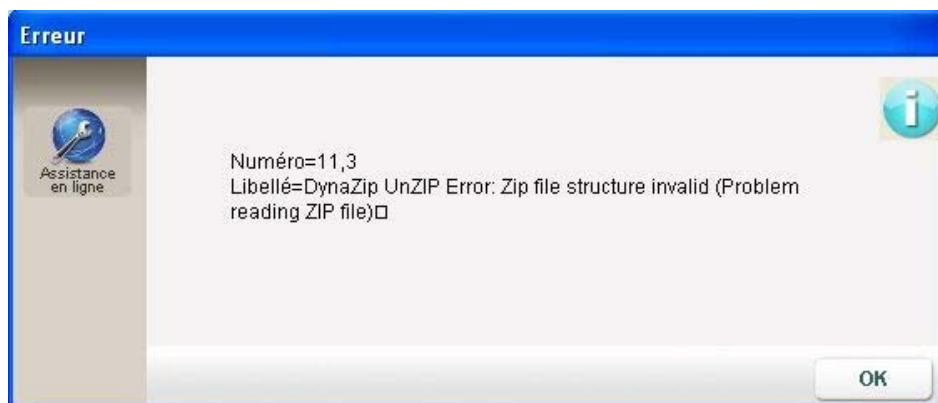 Erreur
Assistance
en ligne
Numéro=11,3
Libellé=DynaZip UnZIP Error: Zip file structure invalid (Problem
reading ZIP file)□
OK